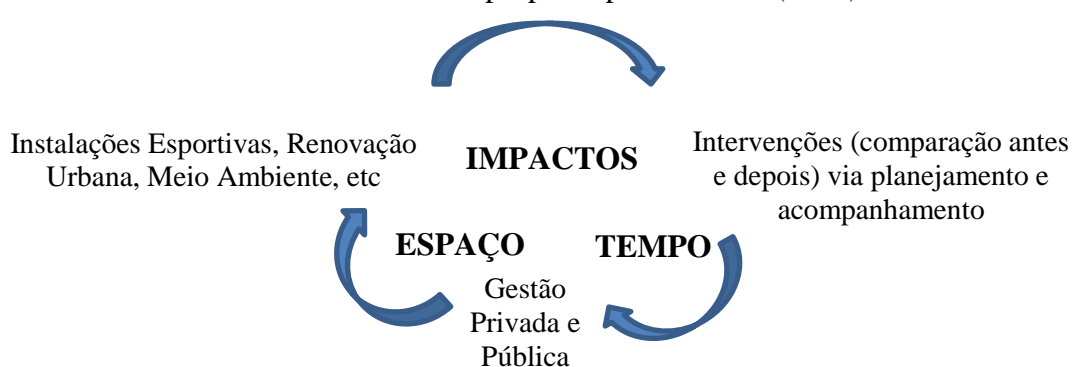 Instalações Esportivas, Renovação
Urbana, Meio Ambiente, etc
IMPACTOS
Intervenções (comparação antes
e depois) via planejamento e
acompanhamento
ESPAÇO
TEMPO
Gestão
Privada e
Pública